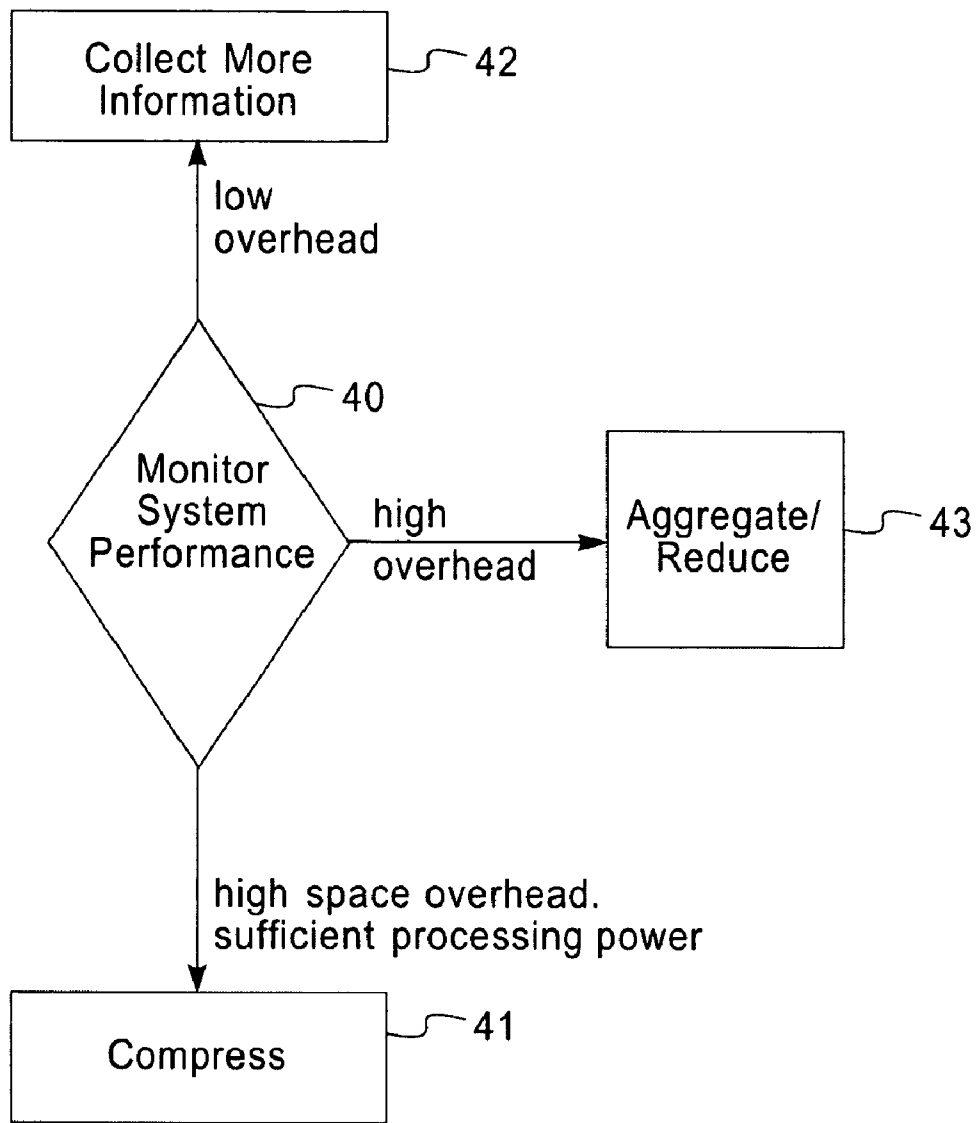 Collect More
Information
42
low
overhead
40
Monitor
System
Performance
high
overhead
Aggregate/
Reduce
43
high space overhead.
sufficient processing power
Compress
41